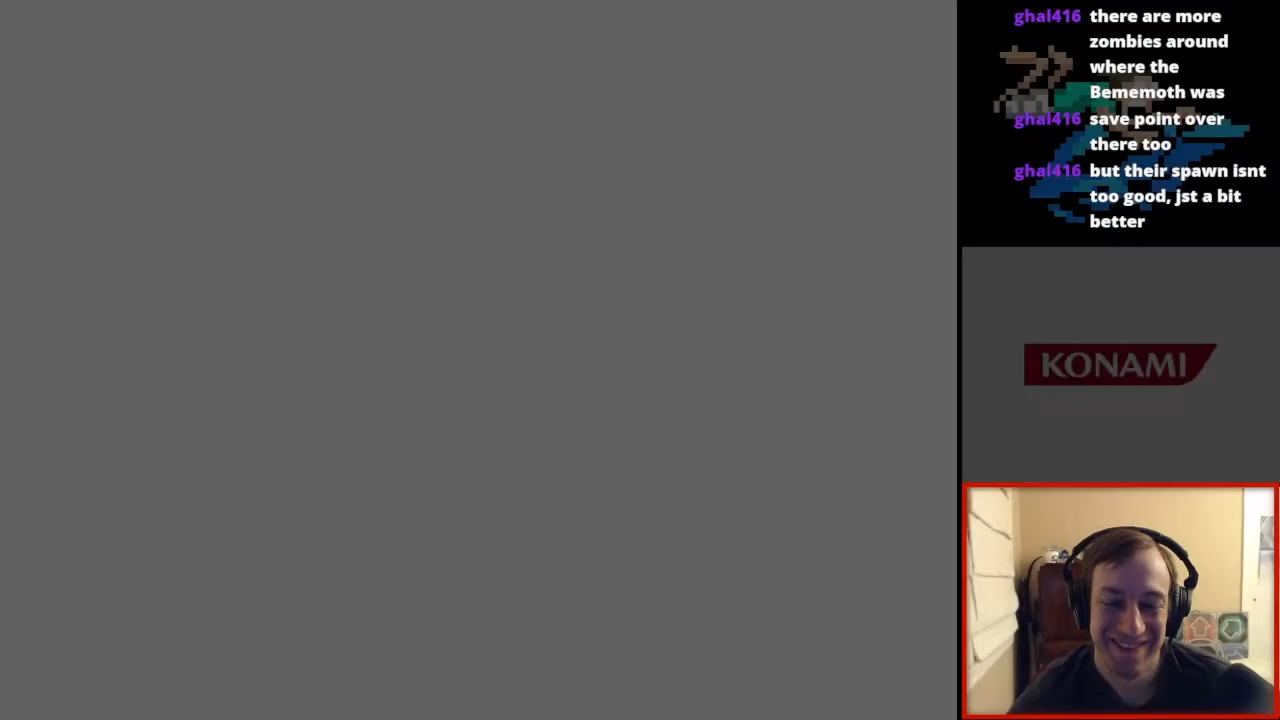 ghal416 there are more
zombies around
where the
Bememoth was
ghal416 save point over
there too
ghal416 but their spawn isnt
too good, jst a bit
better
KONAMI